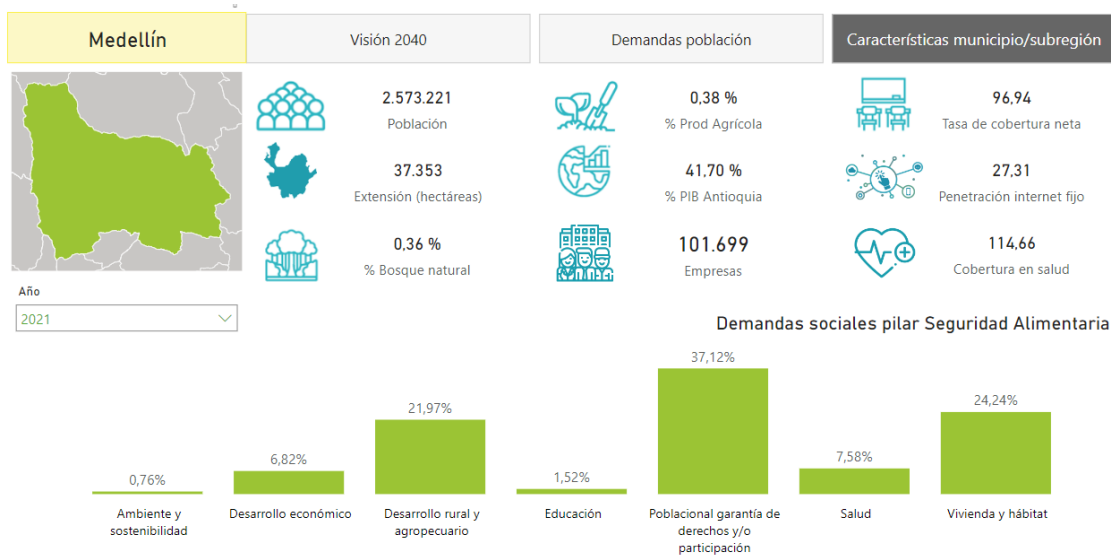 Medellín
Visión 2040
Demandas población
Características municipio/subregión
2.573.221
Población
0,38 %
% Prod Agrícola
96,94
Tasa de cobertura neta
37.353
Extensión (hectáreas)
41.70 %
% PIB Antioquia
27,31
Penetración internet fijo
0,36 %
% Bosque natural
101.699
Empresas
114,66
Cobertura en salud
Año
2021
Demandas sociales pilar Seguridad Alimentaria
0,76%
6,82%
21,97%
1,52%
37,12%
7,58%
24,24%
Ambiente y
sostenibilidad
Desarrollo económico
Desarrollo rural y
agropecuario
Educación
Poblacional garantía de
derechos y/o
participación
Salud
Vivienda y hábitat